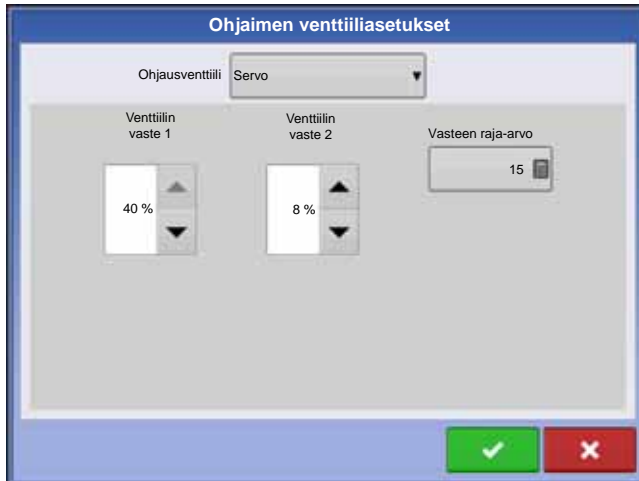 Ohjaimen venttiiliasetukset
Ohjausventtiili Servo
Venttiilin
vaste 1
Venttiilin
vaste 2
Vasteen raja-arvo
40 %
8 %
15